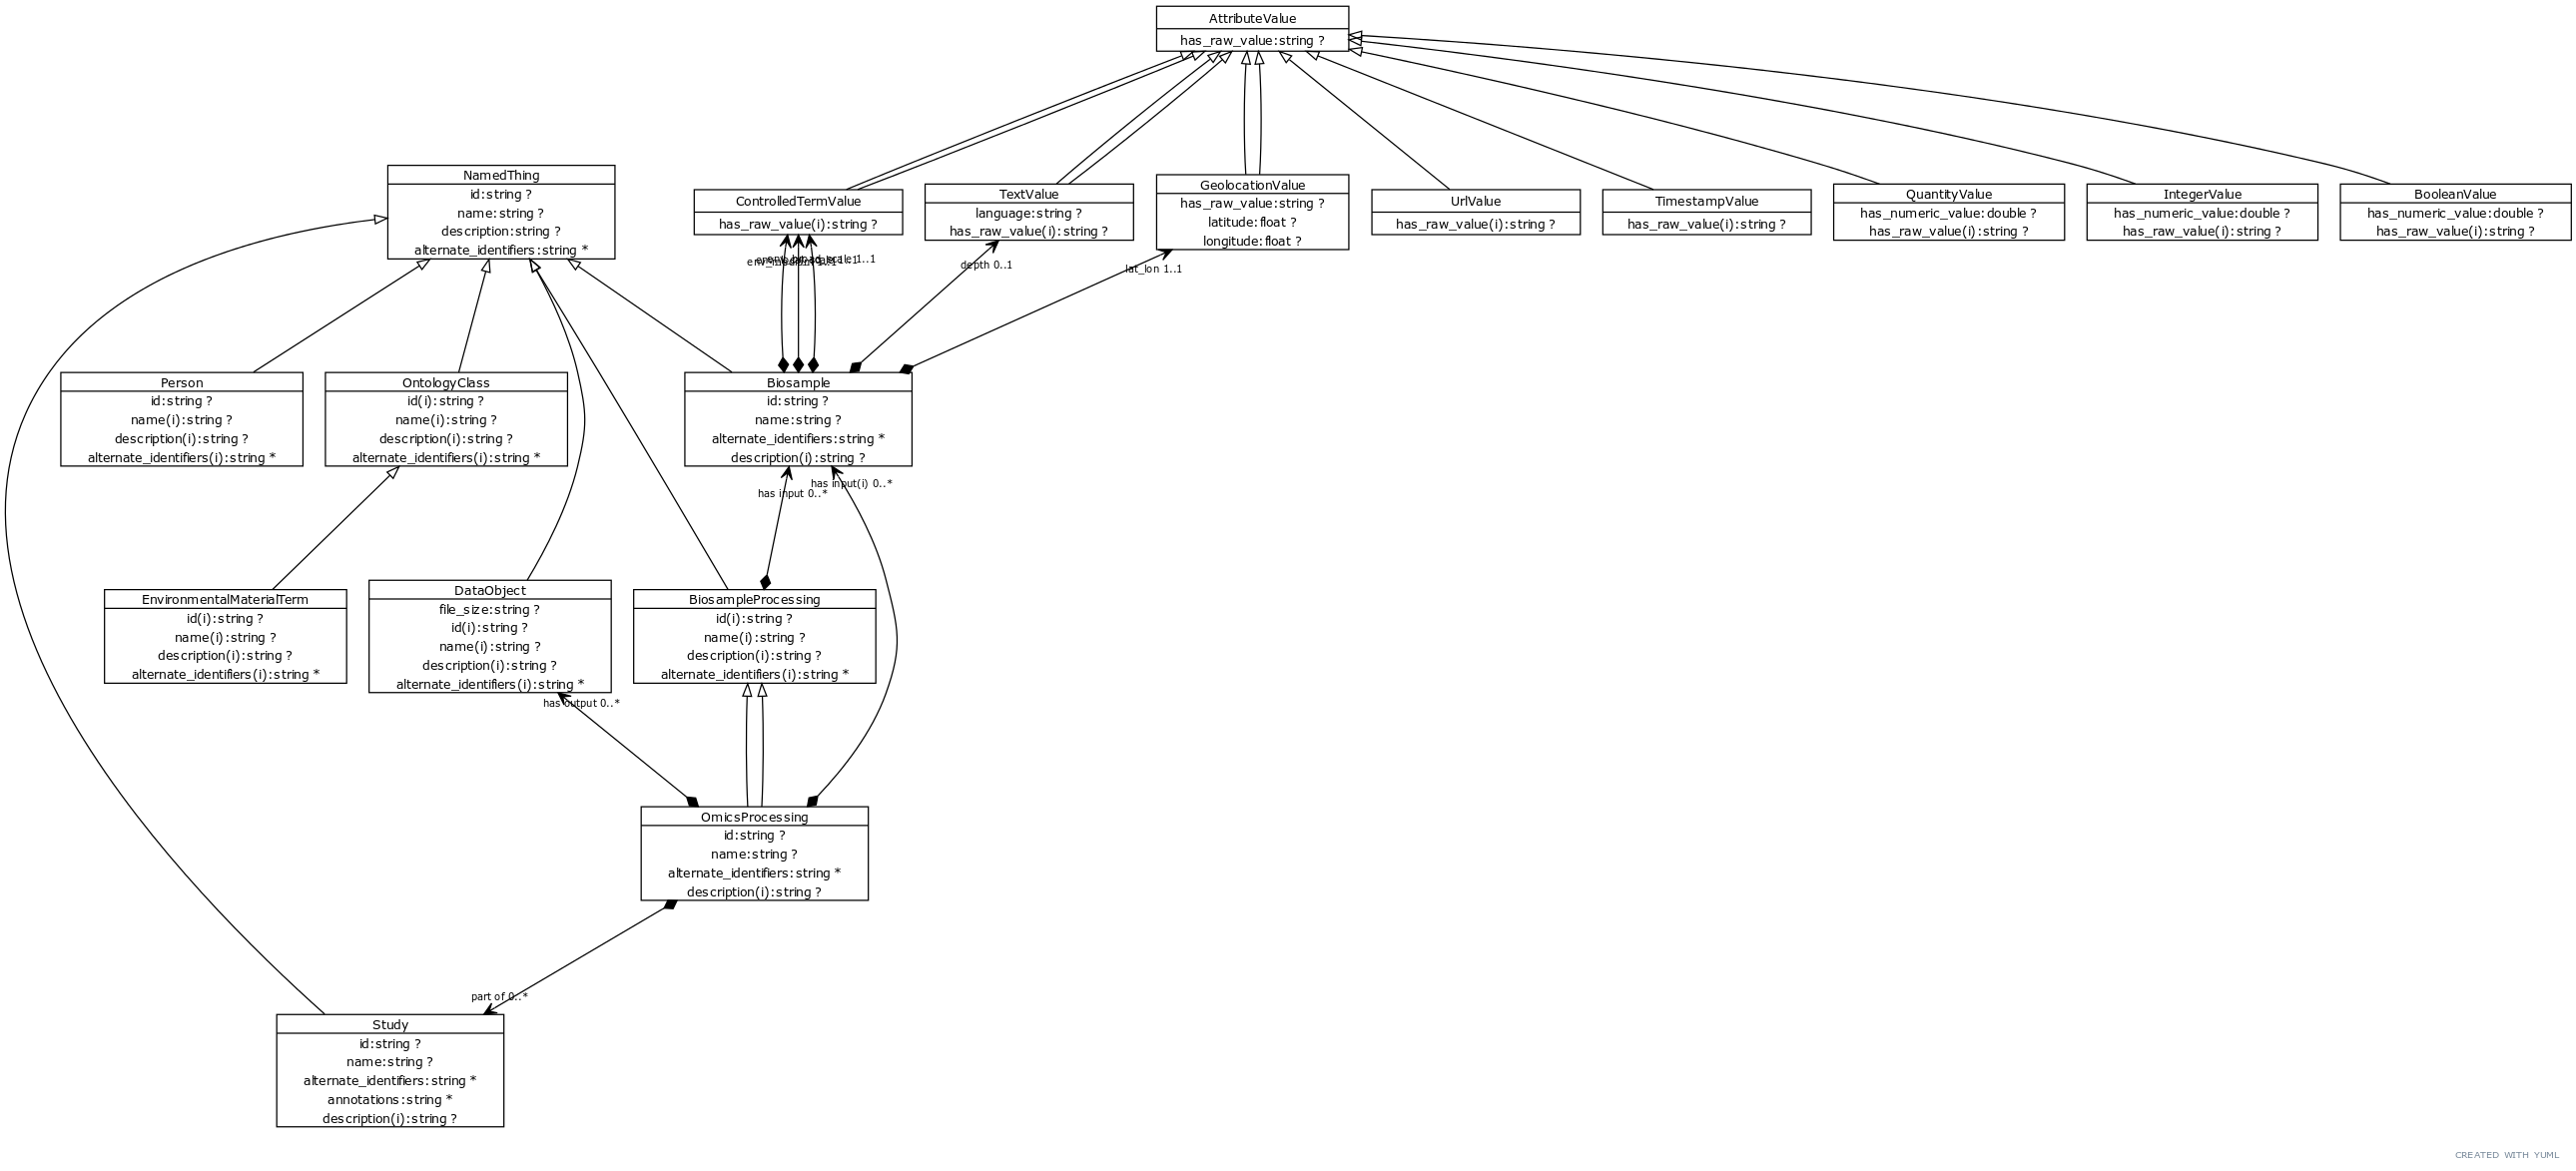 AttributeValue
has_raw_value:string ?
NamedThing
id:string ?
name:string ?
description:string ?
alternate_identifiers:string *
ControlledTermValue
has_raw_value(i):string ?
TextValue
language:string ?
has_raw_value(i):string ?
GeolocationValue
has_raw_value:string ?
latitude:float ?
longitude:float ?
UrlValue
has_raw_value(i):string ?
TimestampValue
has_raw_value(i):string ?
QuantityValue
has_numeric_value:double ?
has_raw_value(i):string ?
IntegerValue
has_numeric_value:double ?
has_raw_value(i):string ?
BooleanValue
has_numeric_value:double ?
has_raw_value(i):string ?
depth 0..1
lat_lon 1..1
Person
id:string ?
name(i):string ?
description(i):string ?
alternate_identifiers(i):string *
OntologyClass
id(i):string ?
name(i):string ?
description(i):string ?
alternate_identifiers(i):string *
Biosample
id:string ?
name:string ?
alternate_identifiers:string *
description(i):string ?
has input 0..*
has input(i) 0..*
EnvironmentalMaterialTerm
id(i):string ?
name(i):string ?
description(i):string ?
alternate_identifiers(i):string *
DataObject
file_size:string ?
id(i):string ?
name(i):string ?
description(i):string ?
alternate_identifiers(i):string *
BiosampleProcessing
id(i):string ?
name(i):string ?
description(i):string ?
alternate_identifiers(i):string *
has output 0..*
OmicsProcessing
id:string ?
name:string ?
alternate_identifiers:string *
description(i):string ?
part of 0..*
Study
id:string ?
name:string ?
alternate_identifiers:string *
annotations:string *
description(i):string ?
CREATED WITH YUML